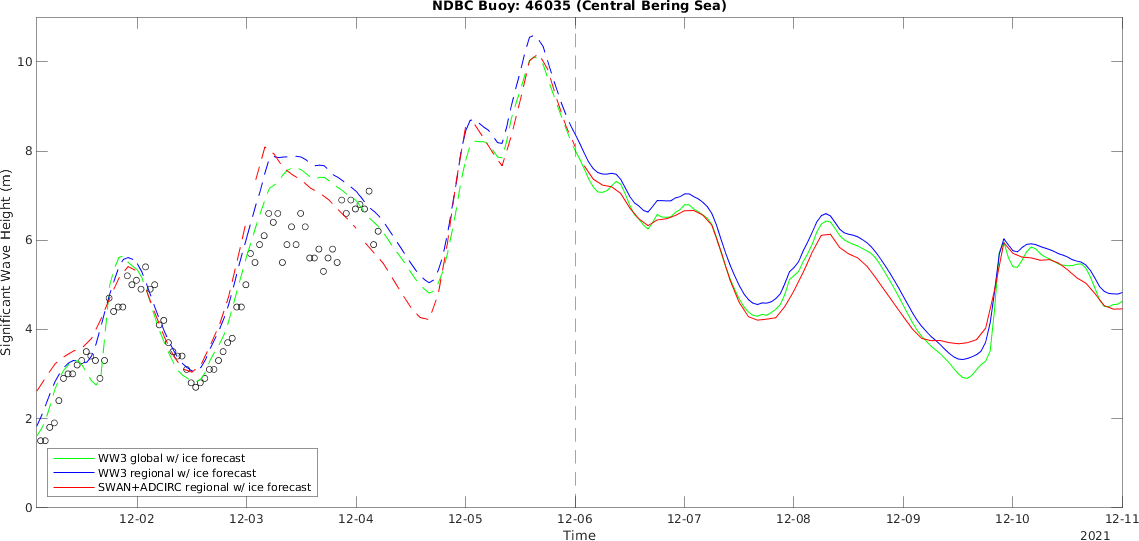 NDBC Buoy: 46035 (Central Bering Sea)
Significant Wave Height (m)
10
8
6
4
2
0
WW3 global w/ ice forecast
WW3 regional w/ ice forecast
SWAN+ADCIRC regional w/ ice forecast
12-02 12-03 12-04 12-05 12-06 12-07 12-08 12-09 12-10 12-11
Time
2021